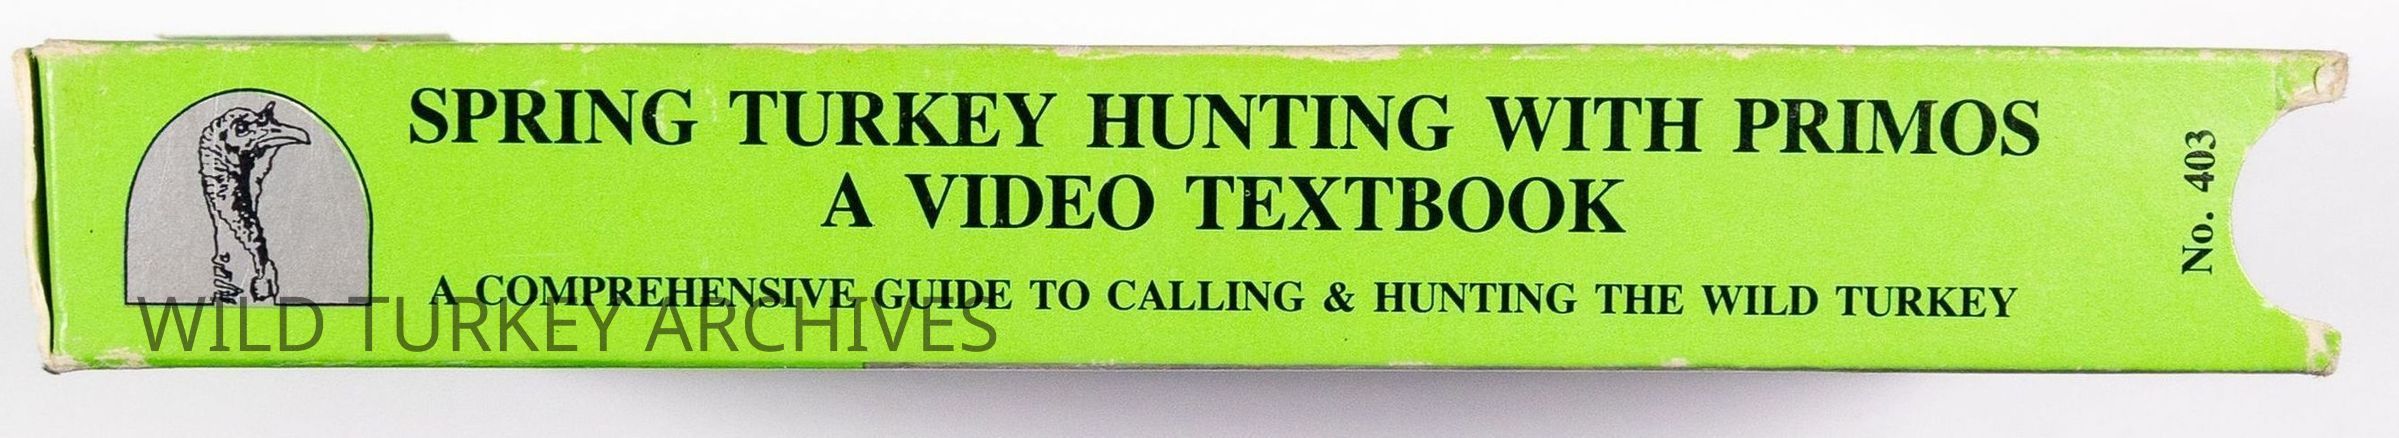 SPRING TURKEY HUNTING WITH PRIMOS
A VIDEO TEXTBOOK
A COMPREHENSIVE GUIDE TO CALLING & HUNTING THE WILD TURKEY
No. 403
WILD TURKEY ARCHIVES